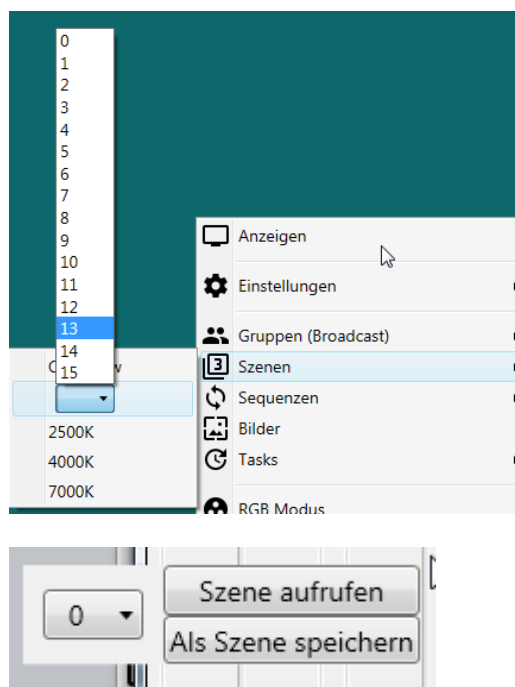 0
1
2
3
4
5
6
7
8
9
10
11
12
13
14
15
2500K
4000K
7000K
Anzeigen
Einstellungen
Gruppen (Broadcast)
Szenen
3
Sequenzen
Bilder
Tasks
RGB Modus
0
Szene aufrufen
Als Szene speichern